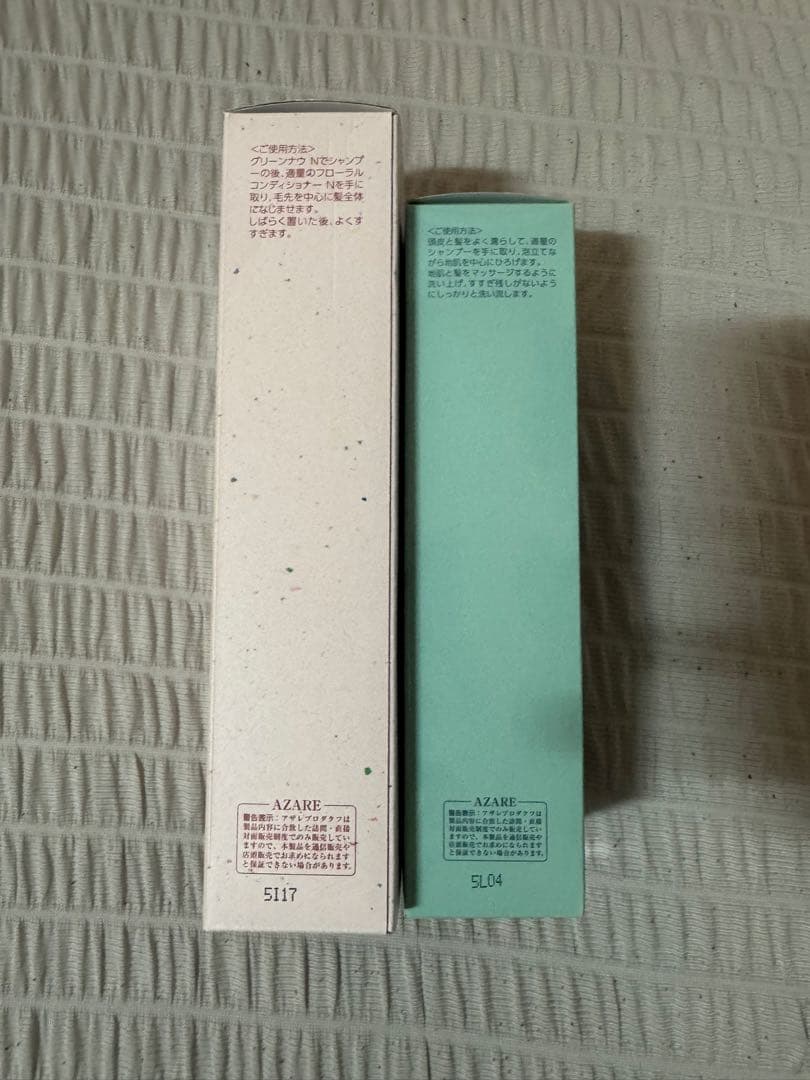 <ご使用方法>
グリーンナウ Nでシャンプ
ーの後、適量のフローラル
コンディショナー Nを手に
取り、毛先を中心に髪全体
になじませます。
しばらく置いた後、よくす
すぎます。
AZARE
警告表示：アザレプロダクツは
製品内容に合致した訪問・直接
対面販売制度でのみ販売してい
ますので、本製品を通信販売や
店頭販売でお求めになられます
と保証できない場合があります。
5I17
<ご使用方法>
頭皮と髪をよく濡らして、適量の
シャンプーを手に取り、泡立てな
がら地肌を中心にひろげます。
地肌と髪をマッサージするように
洗い上げ、すすぎ残しがないよう
にしっかりと洗い流します。
AZARE
警告表示：アザレプロダクツは
製品内容に合致した訪問・直接
対面販売制度でのみ販売してい
ますので、本製品を通信販売や
店頭販売でお求めになられます
と保証できない場合があります。
5L04